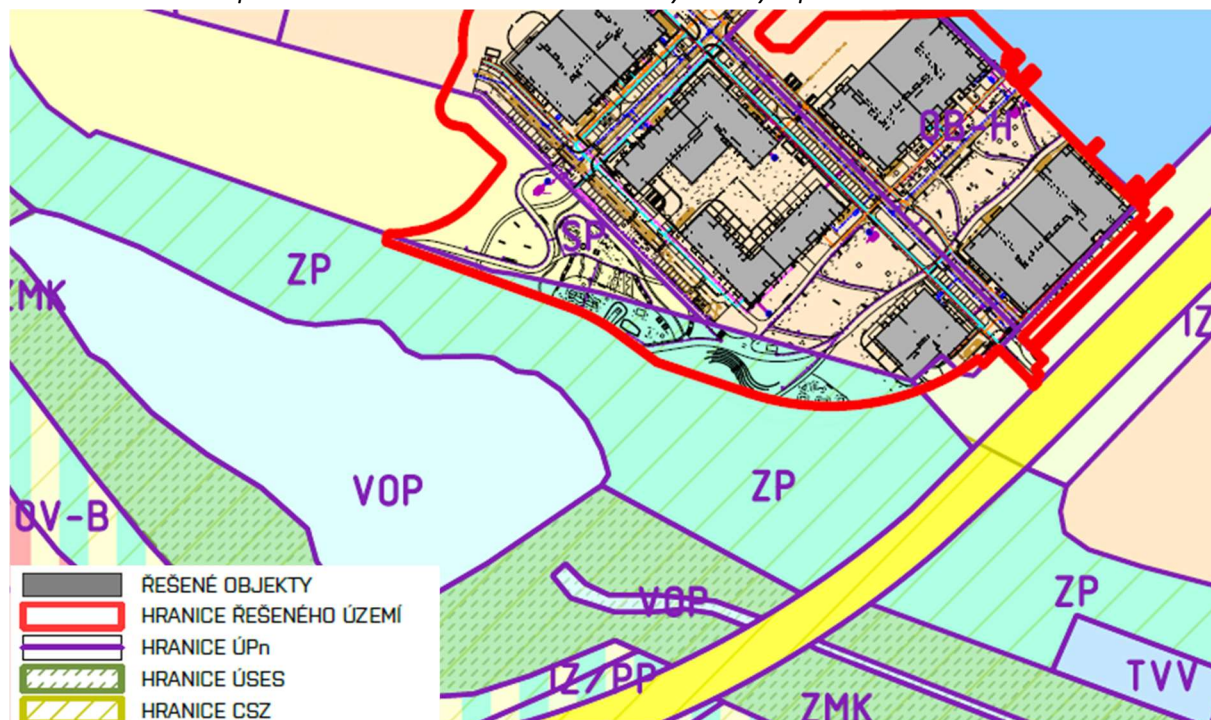 OB-H
SP
ZP
IZ
VOP
ZP
OV-B
ZP
VOP
TVV
IZ/PP
ZMK
ŘEŠENÉ OBJEKTY
HRANICE ŘEŠENÉHO ÚZEMÍ
HRANICE ÚPn
HRANICE ÚSES
HRANICE CSZ